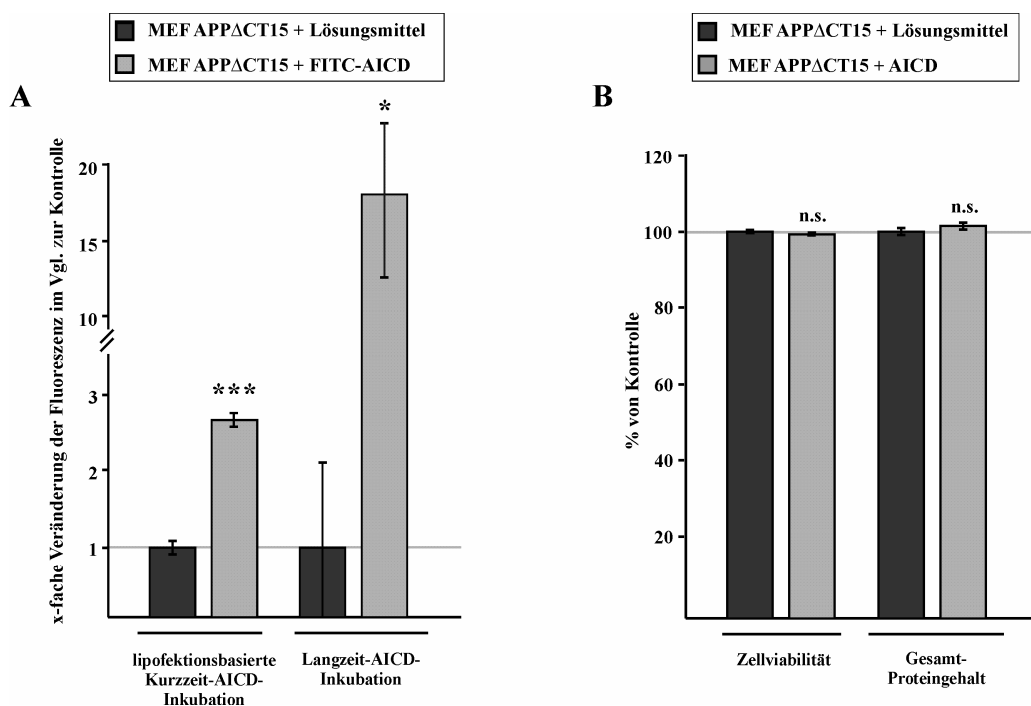 MEF APPΔCT15 + Lösungsmittel
MEF APPΔCT15 + FITC-AICD
A
x-fache Veränderung der Fluoreszenz im Vgl. zur Kontrolle
20
15
10
3
2
1
***
*
lipofektionsbasierte
Kurzzeit-AICD-
Inkubation
Langzeit-AICD-
Inkubation
MEF APPΔCT15 + Lösungsmittel
MEF APPΔCT15 + AICD
B
% von Kontrolle
120
100
80
60
40
20
n.s.
n.s.
Zellviabilität
Gesamt-
Proteingehalt